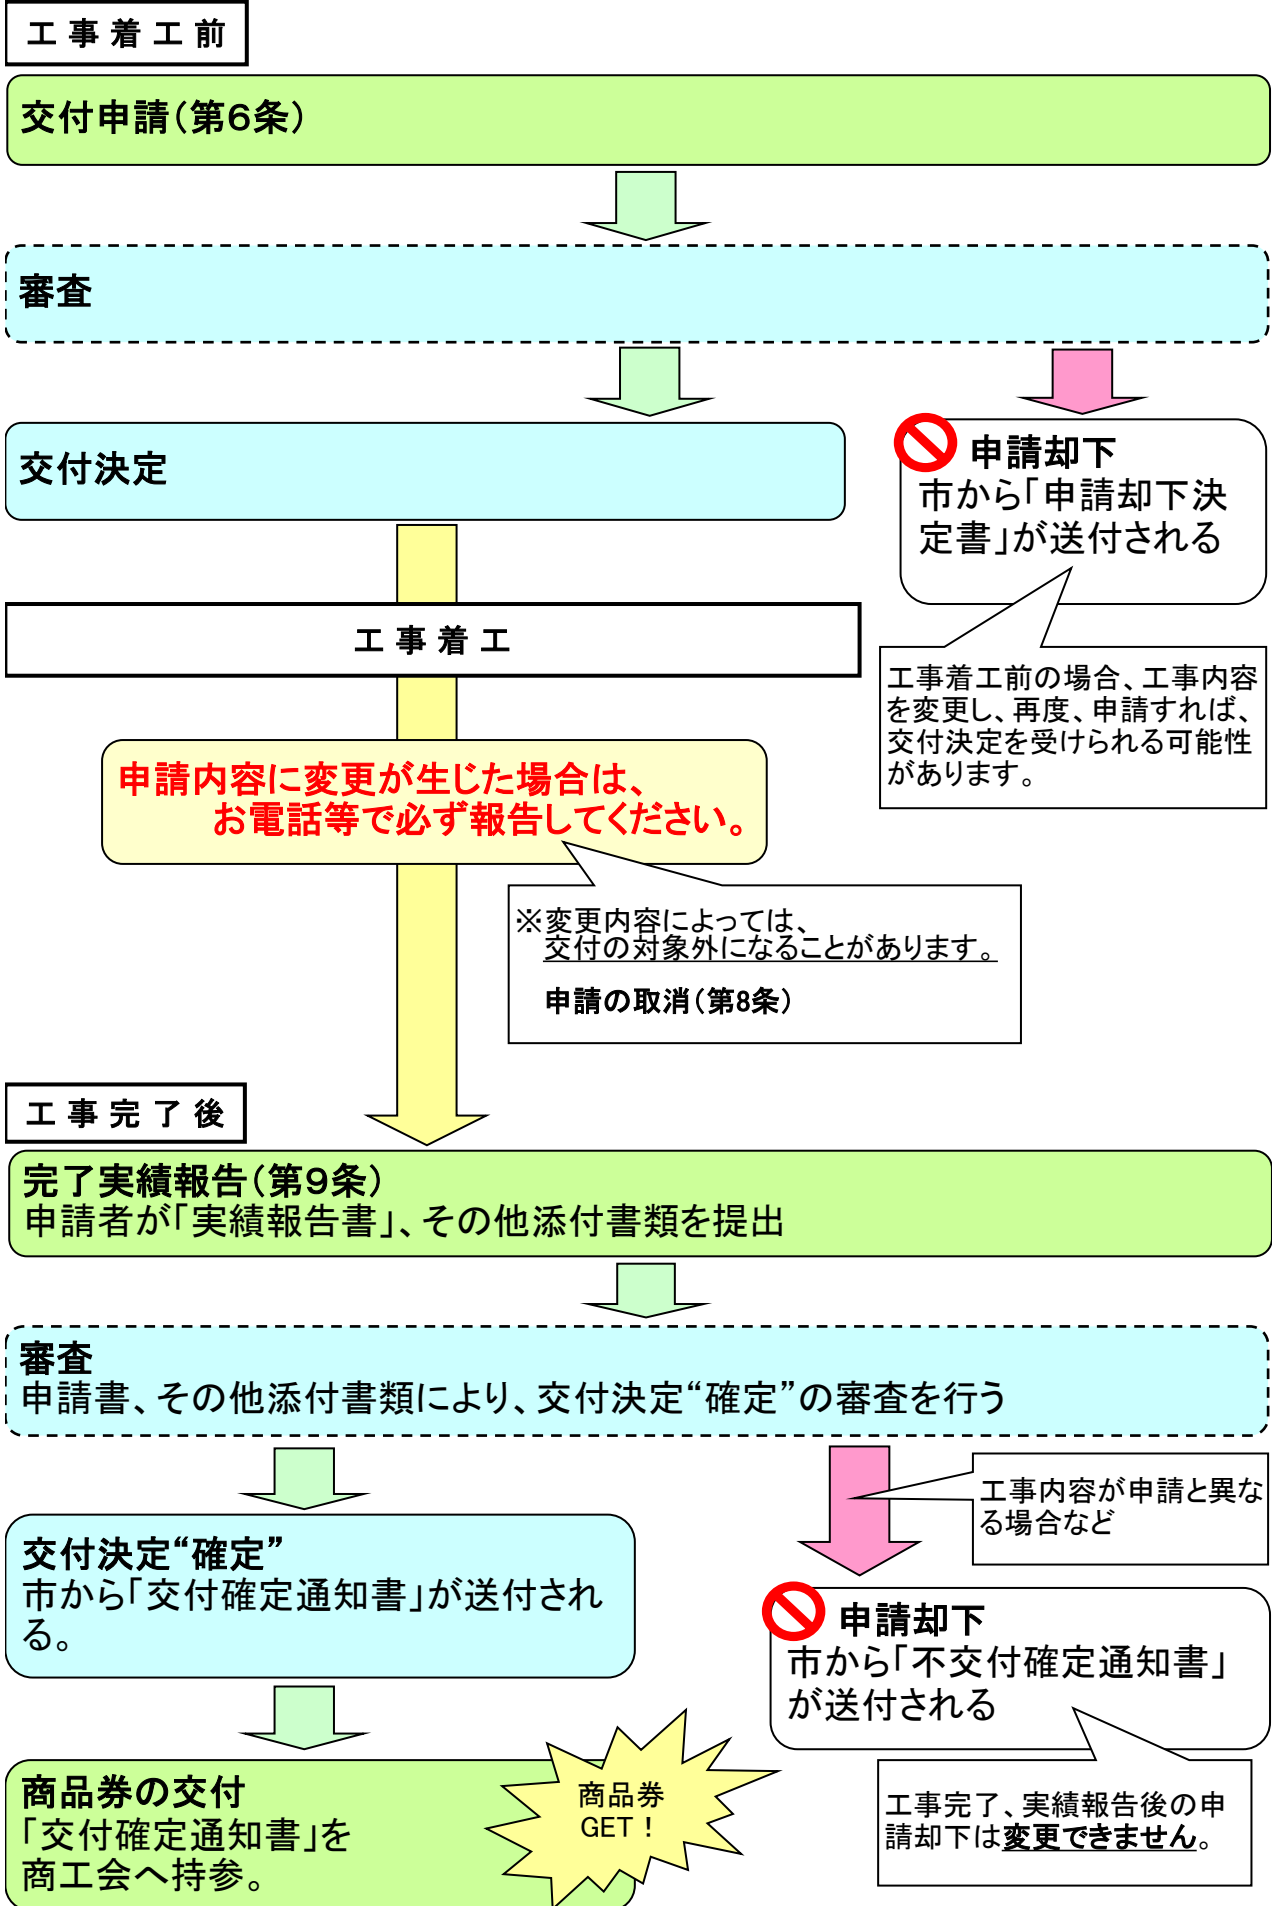 工事着工前
交付申請（第6条）
審査
交付決定
申請却下
市から「申請却下決
定書」が送付される
工事着工
工事着工前の場合、工事内容
を変更し、再度、申請すれば、
交付決定を受けられる可能性
があります。
申請内容に変更が生じた場合は、
お電話等で必ず報告してください。
※変更内容によっては、
交付の対象外になることがあります。
申請の取消（第8条）
工事完了後
完了実績報告（第9条）
申請者が「実績報告書」、その他添付書類を提出
審査
申請書、その他添付書類により、交付決定“確定”の審査を行う
工事内容が申請と異な
る場合など
交付決定“確定”
市から「交付確定通知書」が送付され
る。
申請却下
市から「不交付確定通知書」
が送付される
商品券の交付
「交付確定通知書」を
商工会へ持参。
商品券
GET！
工事完了、実績報告後の申
請却下は変更できません。